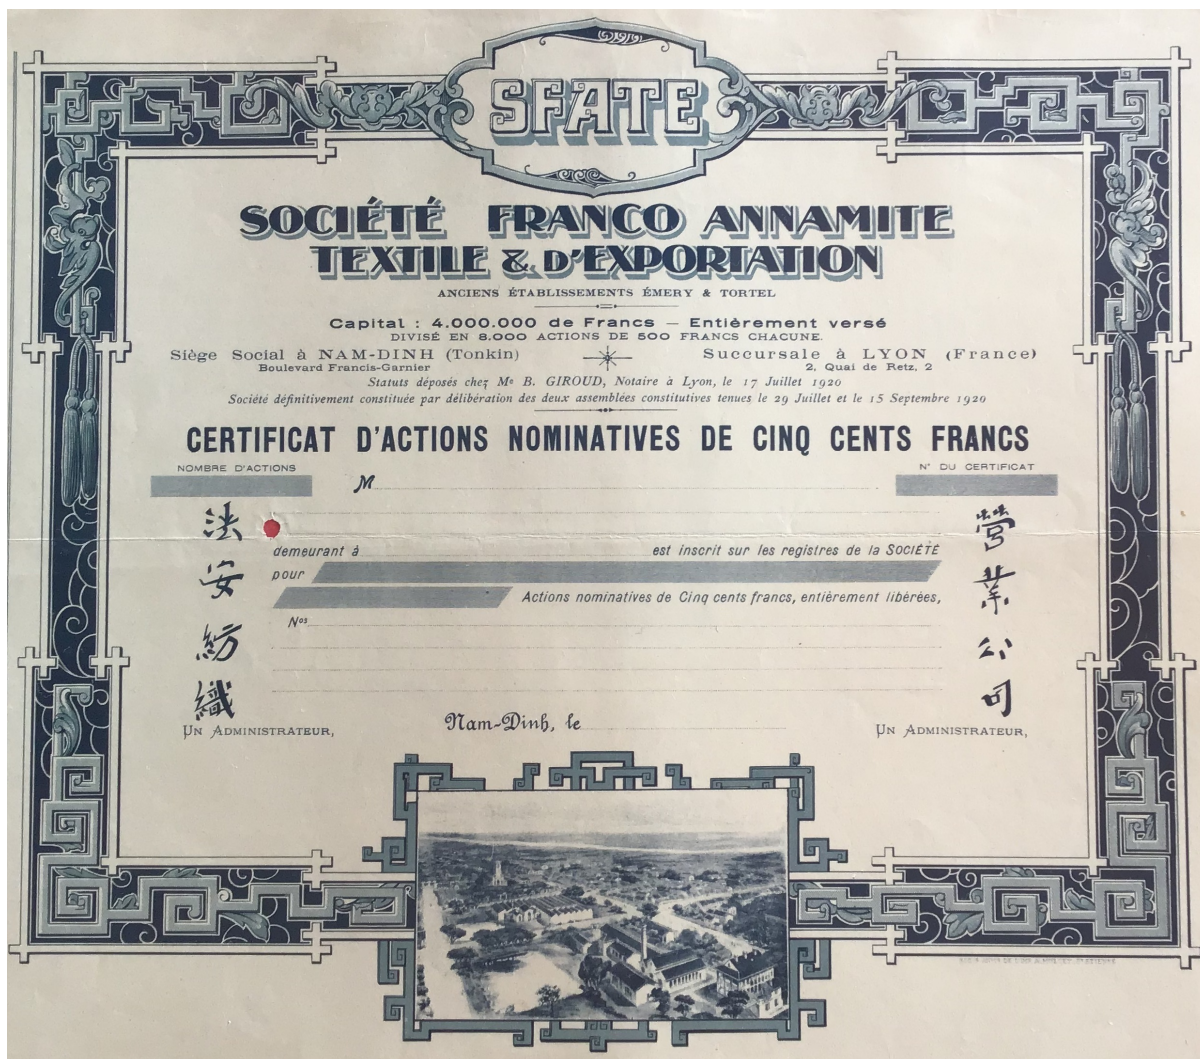 SFATE
SOCIÉTÉ FRANCO ANNAMITE
TEXTILE & D'EXPORTATION
ANCIENS ÉTABLISSEMENTS ÉMERY & TORTEL
Capital : 4.000.000 de Francs — Entièrement versé
DIVISÉ EN 8.000 ACTIONS DE 500 FRANCS CHACUNE.
Siège Social à NAM-DINH (Tonkin)
Boulevard Francis-Garnier
Succursale à LYON (France)
2, Quai de Retz, 2
Statuts déposés chez Me B. GIROUD, Notaire à Lyon, le 17 Juillet 1920
Société définitivement constituée par délibération des deux assemblées constitutives tenues le 29 Juillet et le 15 Septembre 1920
CERTIFICAT D'ACTIONS NOMINATIVES DE CINQ CENTS FRANCS
NOMBRE D'ACTIONS
N° DU CERTIFICAT
M
demeurant à est inscrit sur les registres de la SOCIÉTÉ
pour
Actions nominatives de Cinq cents francs, entièrement libérées,
Nos
法安紡織
營業公司
UN ADMINISTRATEUR,
Nam-Dinh, le
UN ADMINISTRATEUR,